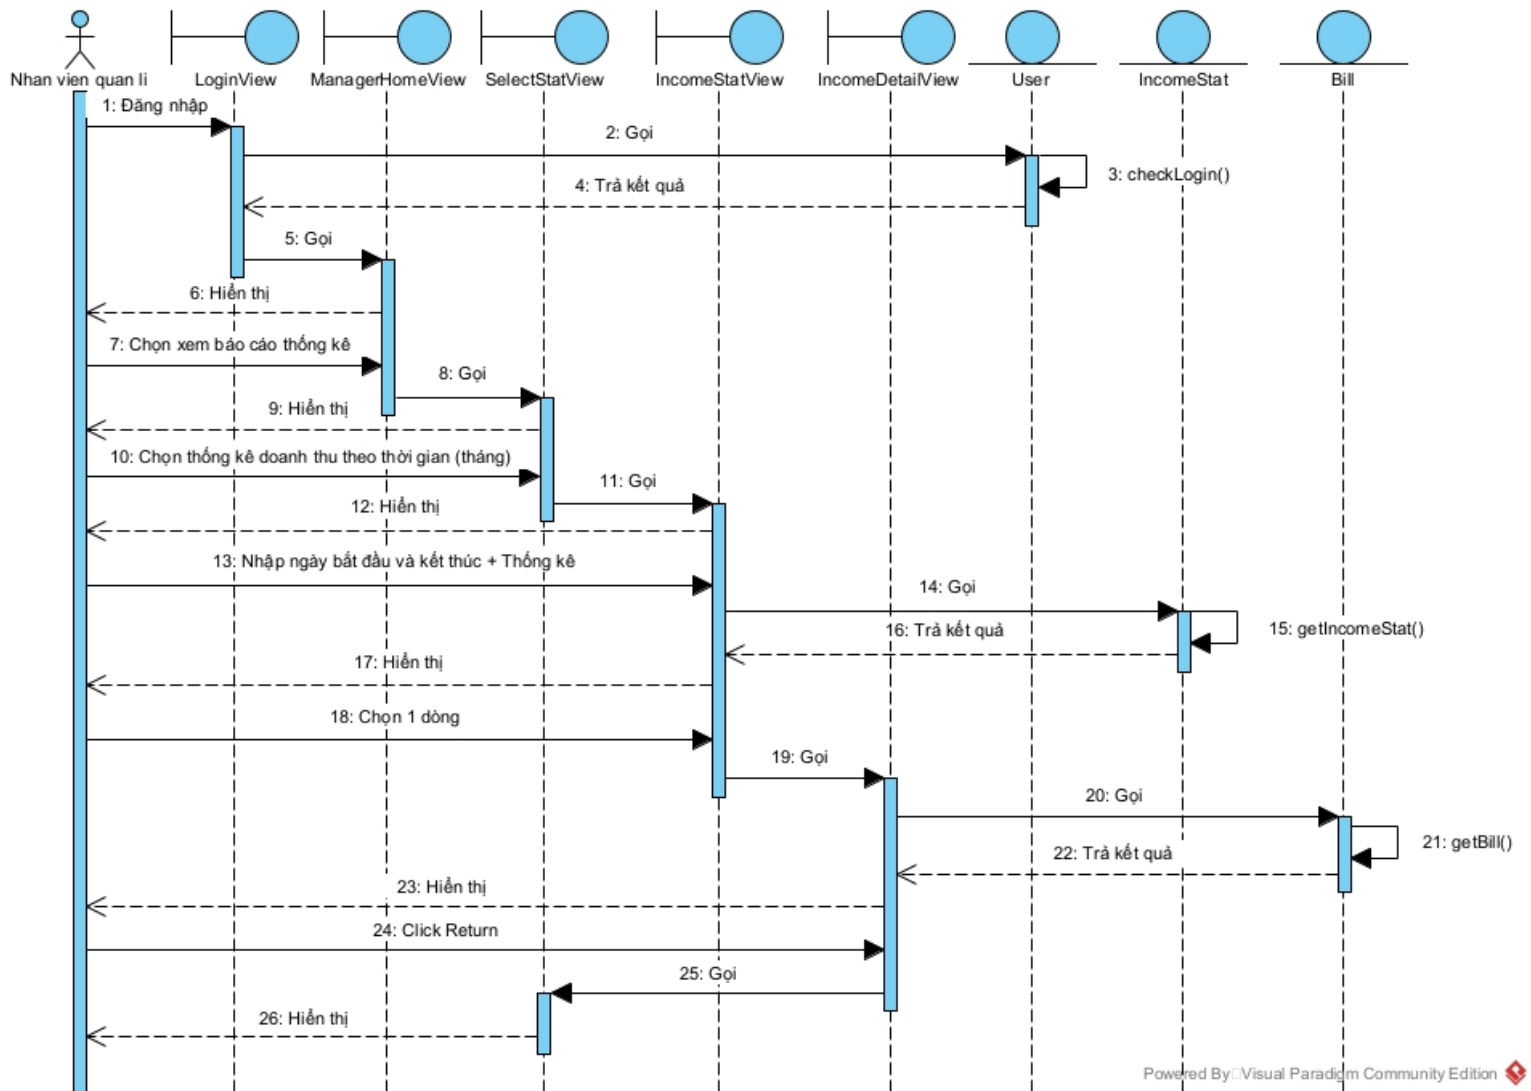 Nhan vien quan li
LoginView
ManagerHomeView
SelectStatView
IncomeStatView
IncomeDetailView
User
IncomeStat
Bill
1: Đăng nhập
2: Gọi
3: checkLogin()
4: Trả kết quả
5: Gọi
6: Hiển thị
7: Chọn xem báo cáo thống kê
8: Gọi
9: Hiển thị
10: Chọn thống kê doanh thu theo thời gian (tháng)
11: Gọi
12: Hiển thị
13: Nhập ngày bắt đầu và kết thúc + Thống kê
14: Gọi
15: getIncomeStat()
16: Trả kết quả
17: Hiển thị
18: Chọn 1 dòng
19: Gọi
20: Gọi
21: getBill()
22: Trả kết quả
23: Hiển thị
24: Click Return
25: Gọi
26: Hiển thị
Powered By Visual Paradigm Community Edition